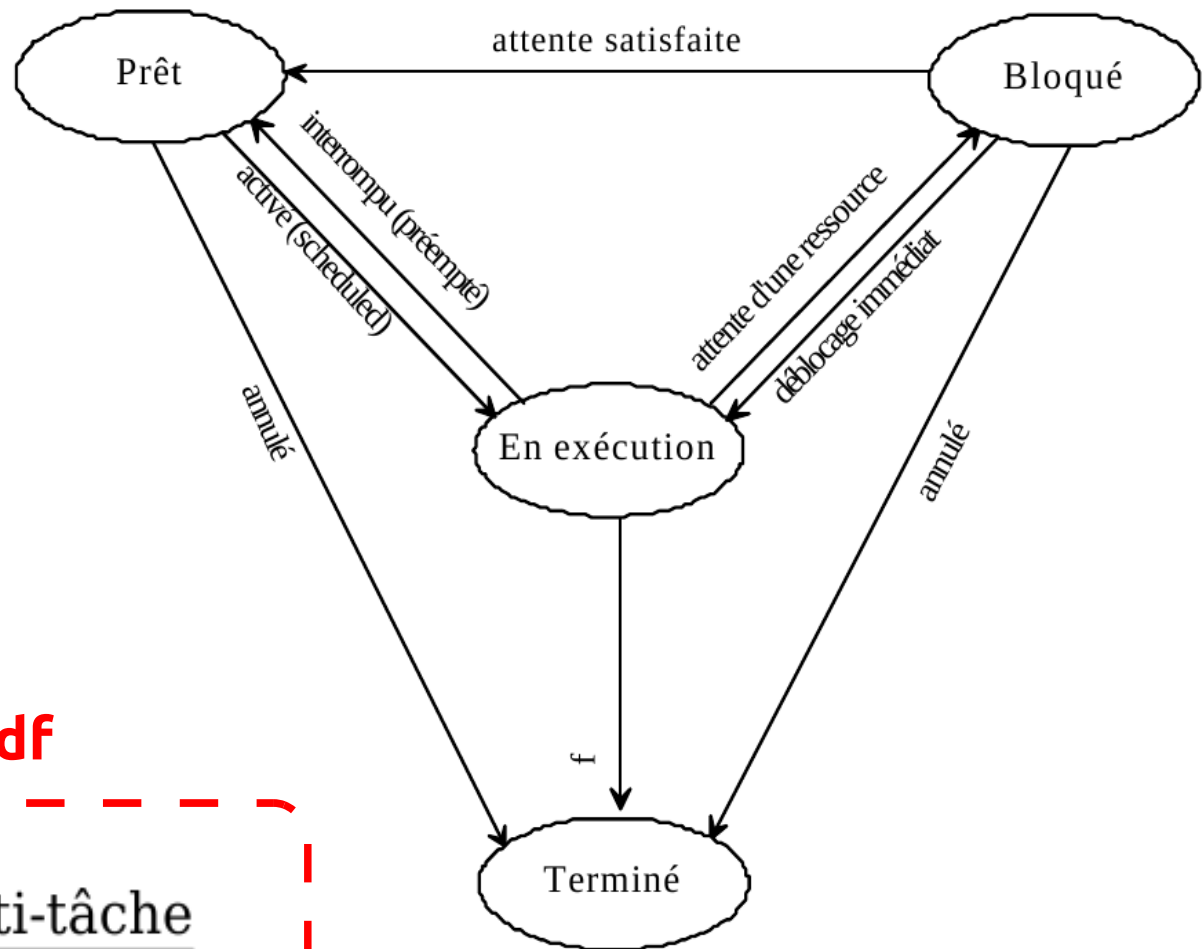 attente satisfaite
Prêt
Bloqué
interrompu (préempté)
activé (scheduled)
attente d'une ressource
déblocage immédiat
annulé
En exécution
annulé
f
df
Terminé
ti-tâche